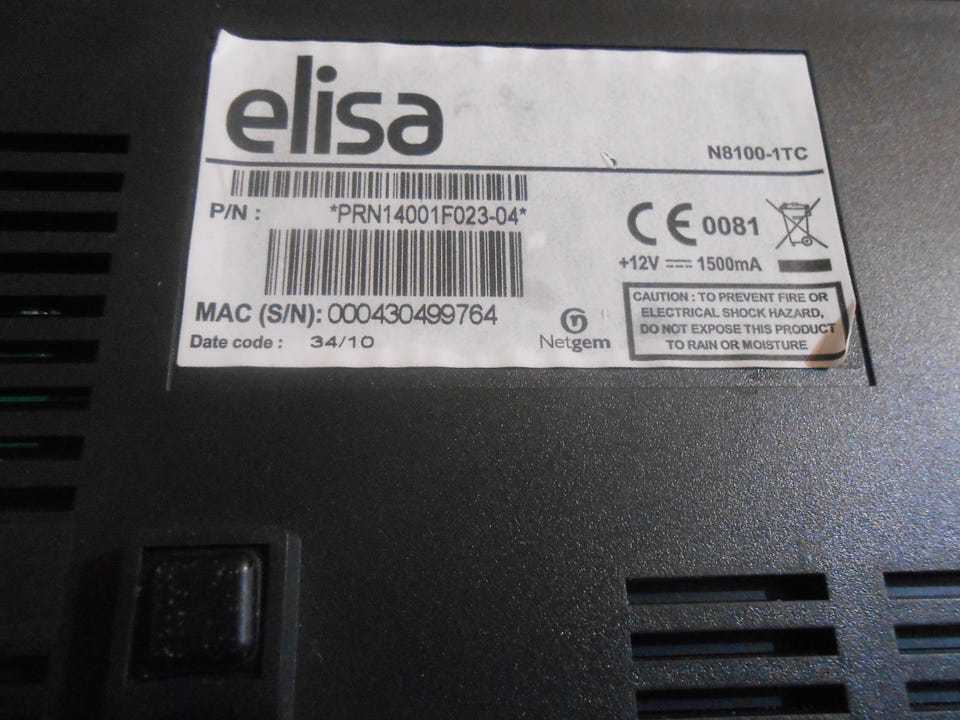 elisa
N8100-1TC
P/N : *PRN14001F023-04*
CE 0081
+12V 1500mA
MAC (S/N): 000430499764
Date code : 34/10
Netgem
CAUTION : TO PREVENT FIRE OR
ELECTRICAL SHOCK HAZARD,
DO NOT EXPOSE THIS PRODUCT
TO RAIN OR MOISTURE